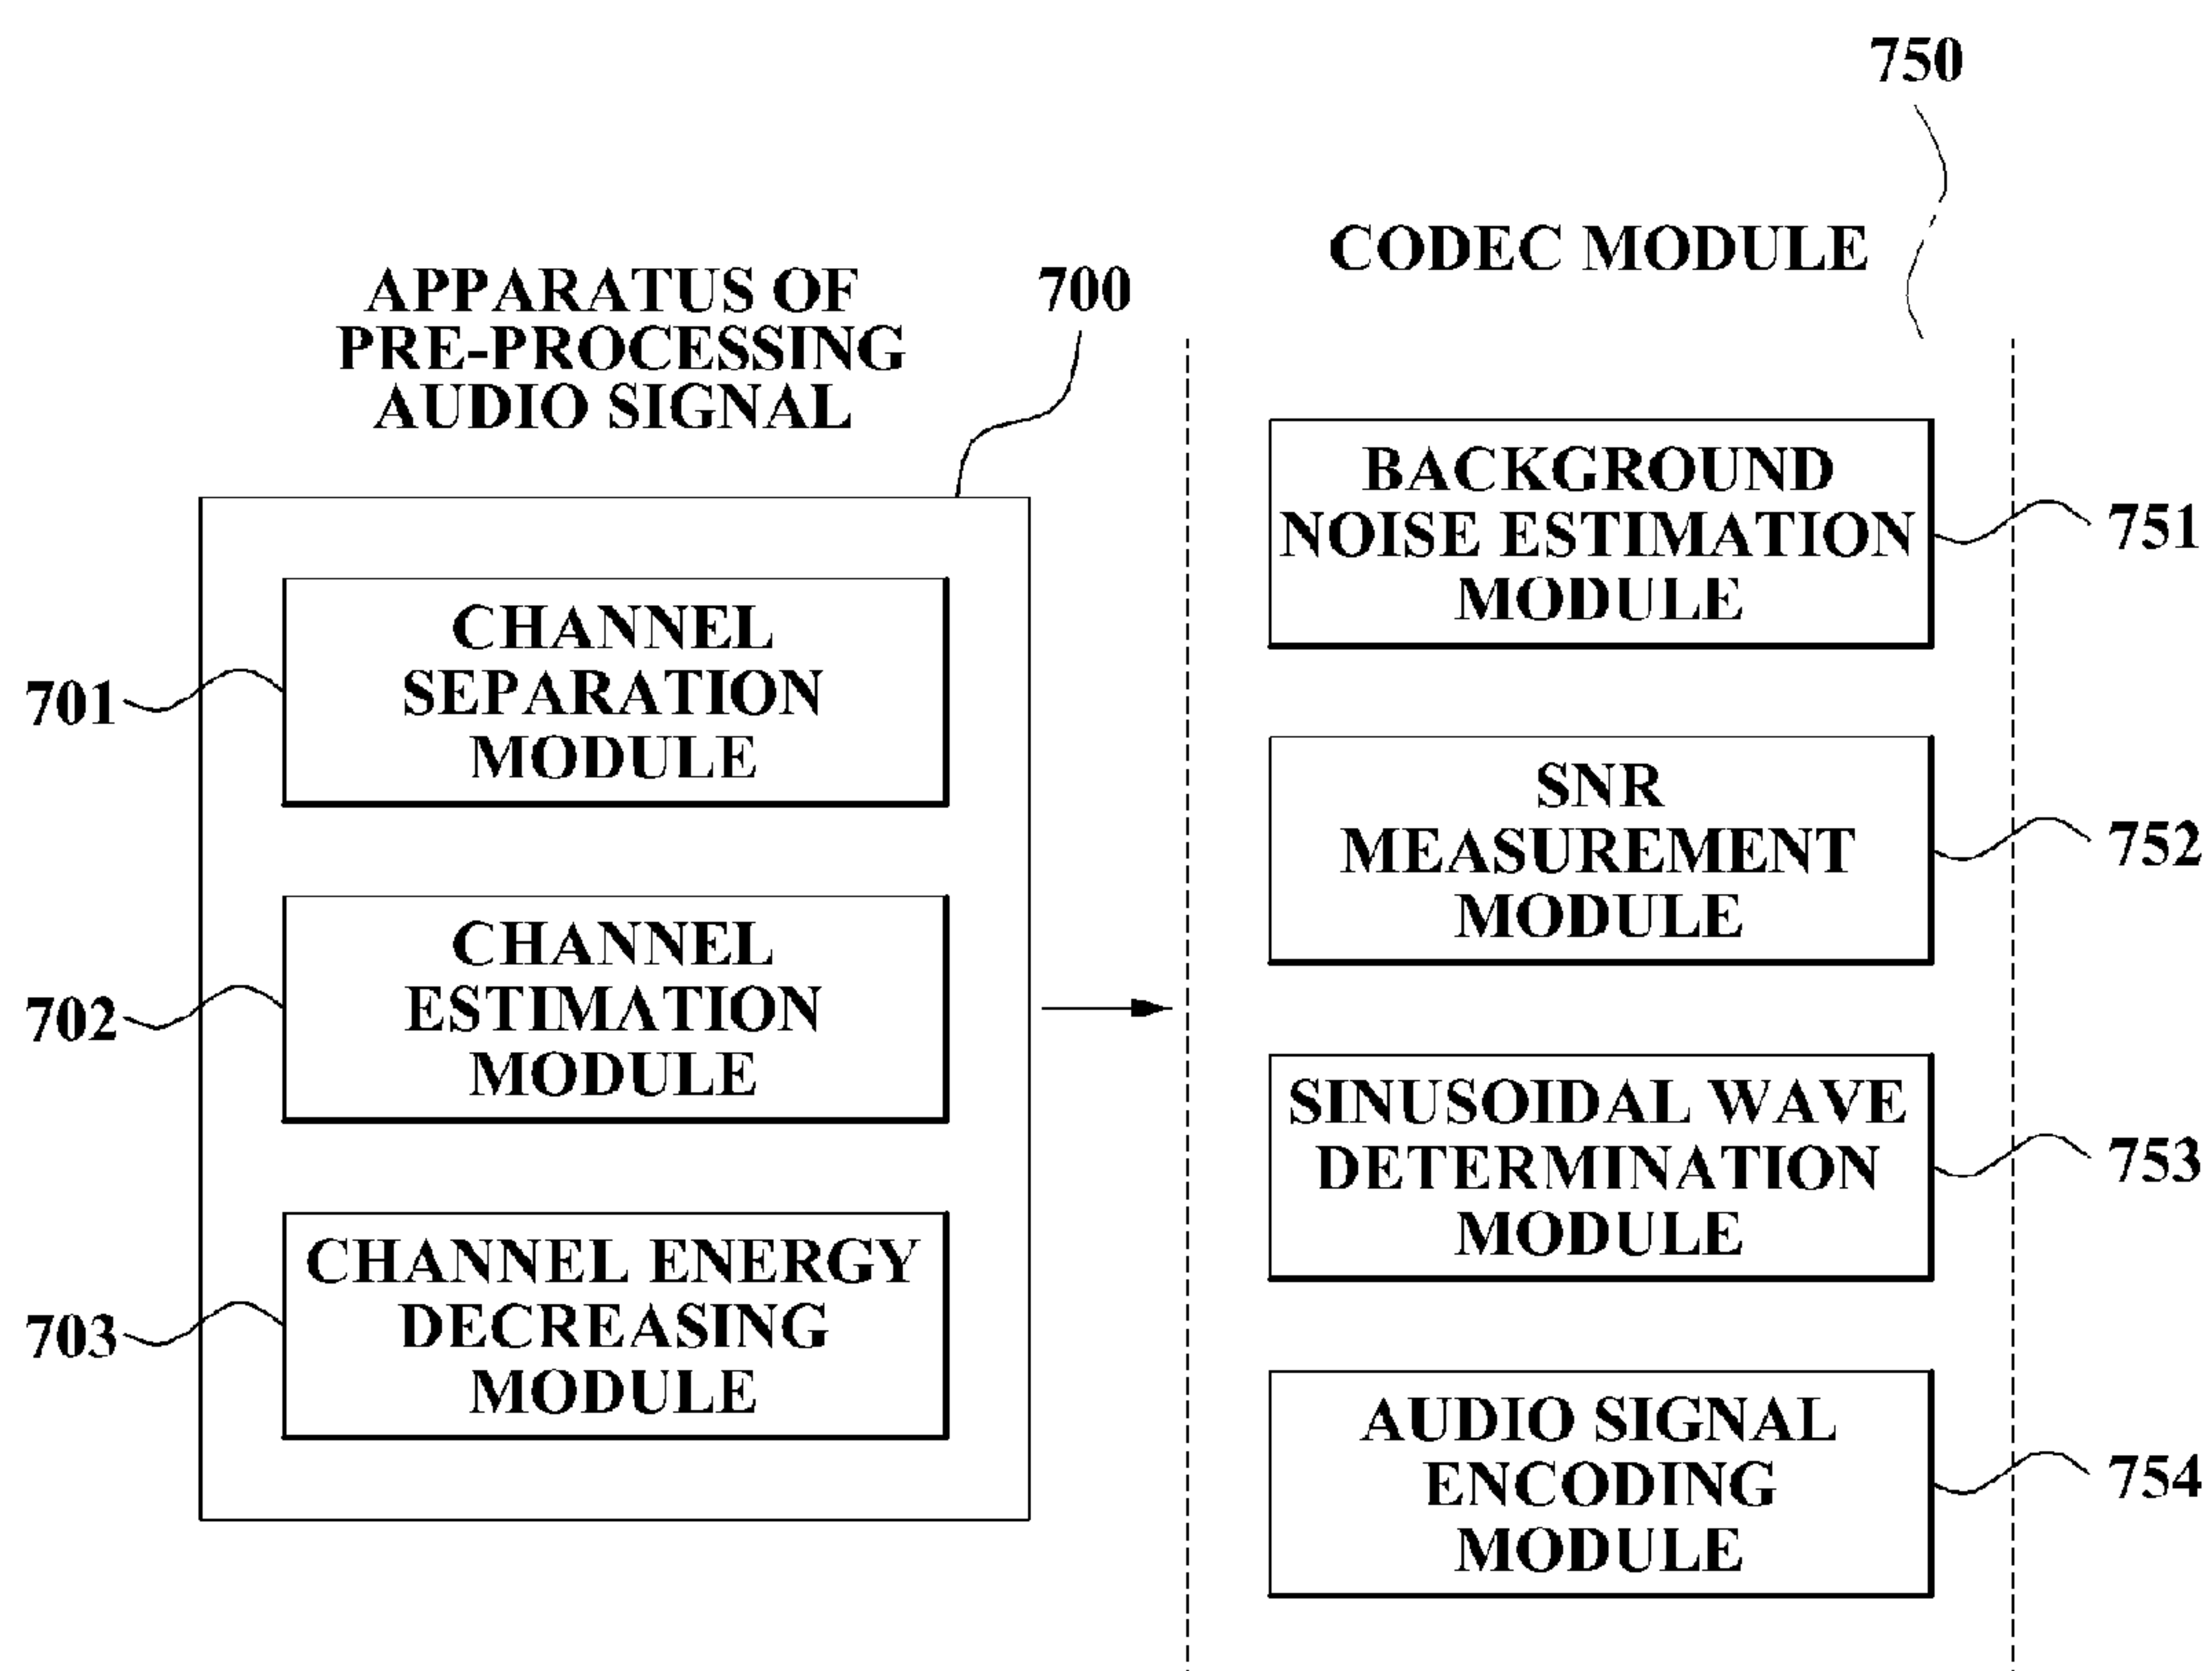 APPARATUS OF
PRE-PROCESSING
AUDIO SIGNAL
700
CHANNEL
SEPARATION
MODULE
701
CHANNEL
ESTIMATION
MODULE
702
CHANNEL ENERGY
DECREASING
MODULE
703
750
CODEC MODULE
BACKGROUND
NOISE ESTIMATION
MODULE
751
SNR
MEASUREMENT
MODULE
752
SINUSOIDAL WAVE
DETERMINATION
MODULE
753
AUDIO SIGNAL
ENCODING
MODULE
754